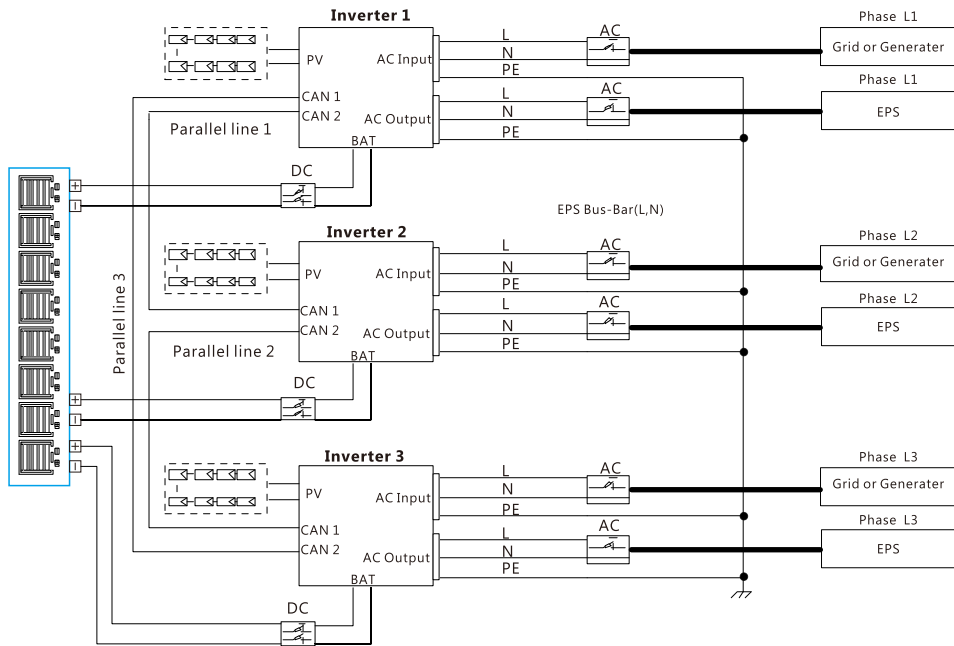 Inverter 1
PV
AC Input
CAN 1
CAN 2
AC Output
BAT
L
N
PE
L
N
PE
AC
AC
Phase L1
Grid or Generater
Phase L1
EPS
Parallel line 1
DC
+
−
EPS Bus-Bar(L,N)
Inverter 2
PV
AC Input
CAN 1
CAN 2
AC Output
BAT
L
N
PE
L
N
PE
AC
AC
Phase L2
Grid or Generater
Phase L2
EPS
Parallel line 3
Parallel line 2
DC
+
−
+
−
Inverter 3
PV
AC Input
CAN 1
CAN 2
AC Output
BAT
L
N
PE
L
N
PE
AC
AC
Phase L3
Grid or Generater
Phase L3
EPS
DC